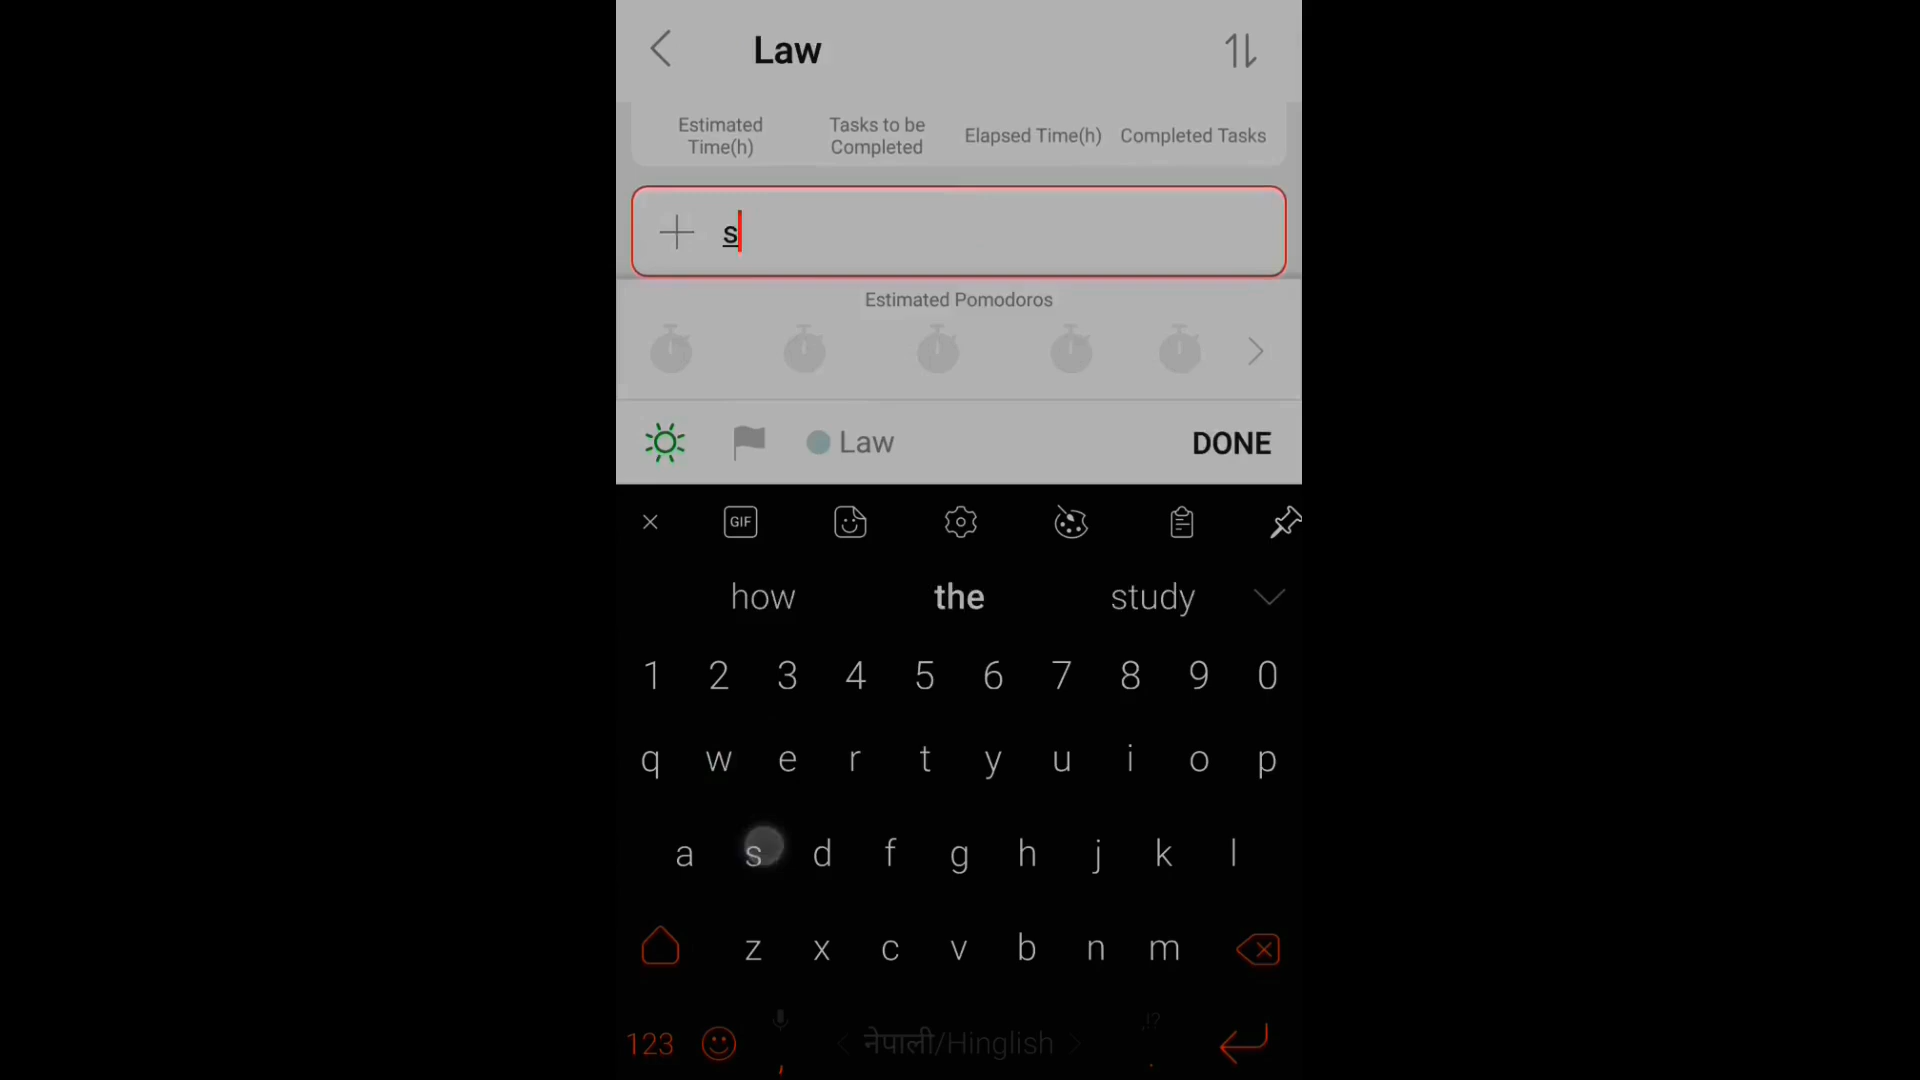 Law
Estimated Time(h)
Tasks to be Completed
Elapsed Time(h)
Completed Tasks
s
Estimated Pomodoros
Law
DONE
GIF
how the study
1 2 3 4 5 6 7 8 9 0
q w e r t y u i o p
a s d f g h j k l
z x c v b n m
,!?
123 , < नेपाली/Hinglish > .